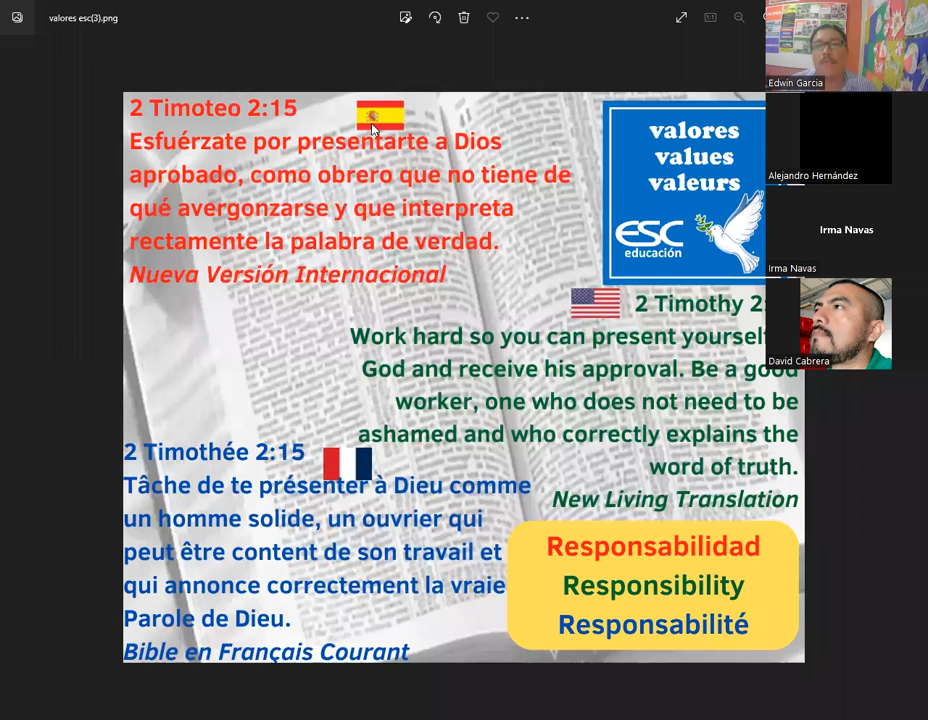 valores esc(3).png
Edwin Garcia
Alejandro Hernández
Irma Navas
Irma Navas
David Cabrera
2 Timoteo 2:15
Esfuérzate por presentarte a Dios
aprobado, como obrero que no tiene de
qué avergonzarse y que interpreta
rectamente la palabra de verdad.
Nueva Versión Internacional
valores
values
valeurs
esc
educación
2 Timothy 2:
Work hard so you can present yourself
God and receive his approval. Be a good
worker, one who does not need to be
ashamed and who correctly explains the
word of truth.
New Living Translation
2 Timothée 2:15
Tâche de te présenter à Dieu comme
un homme solide, un ouvrier qui
peut être content de son travail et
qui annonce correctement la vraie
Parole de Dieu.
Bible en Français Courant
Responsabilidad
Responsibility
Responsabilité